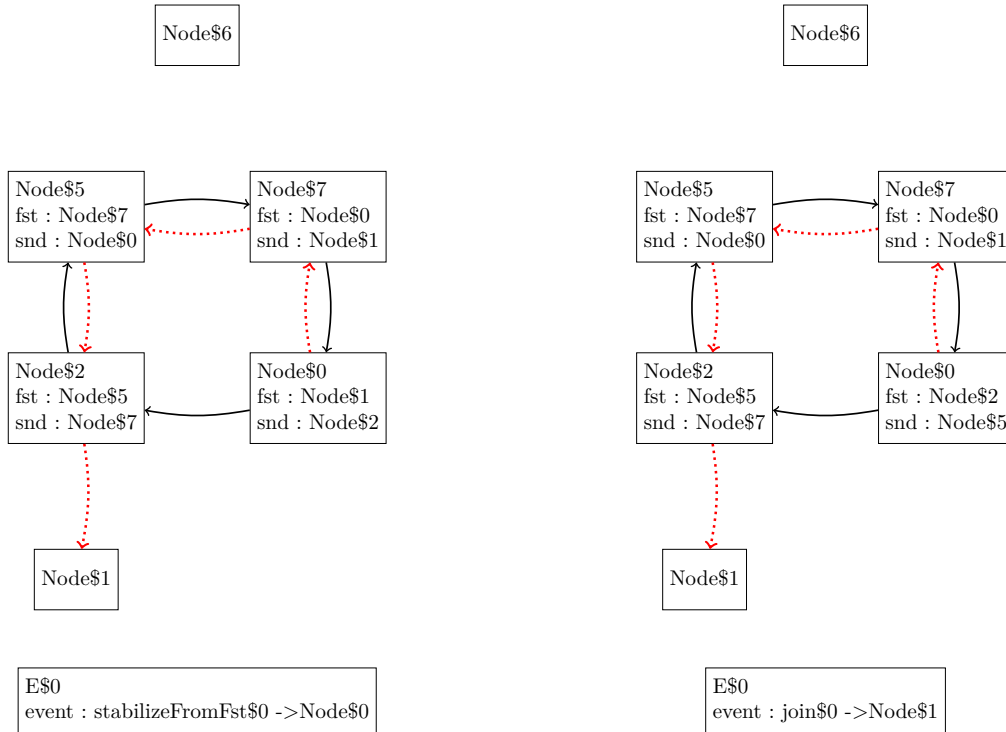 Node$6
Node$5
fst : Node$7
snd : Node$0
Node$7
fst : Node$0
snd : Node$1
Node$2
fst : Node$5
snd : Node$7
Node$0
fst : Node$1
snd : Node$2
Node$1
E$0
event : stabilizeFromFst$0 ->Node$0
Node$6
Node$5
fst : Node$7
snd : Node$0
Node$7
fst : Node$0
snd : Node$1
Node$2
fst : Node$5
snd : Node$7
Node$0
fst : Node$2
snd : Node$5
Node$1
E$0
event : join$0 ->Node$1